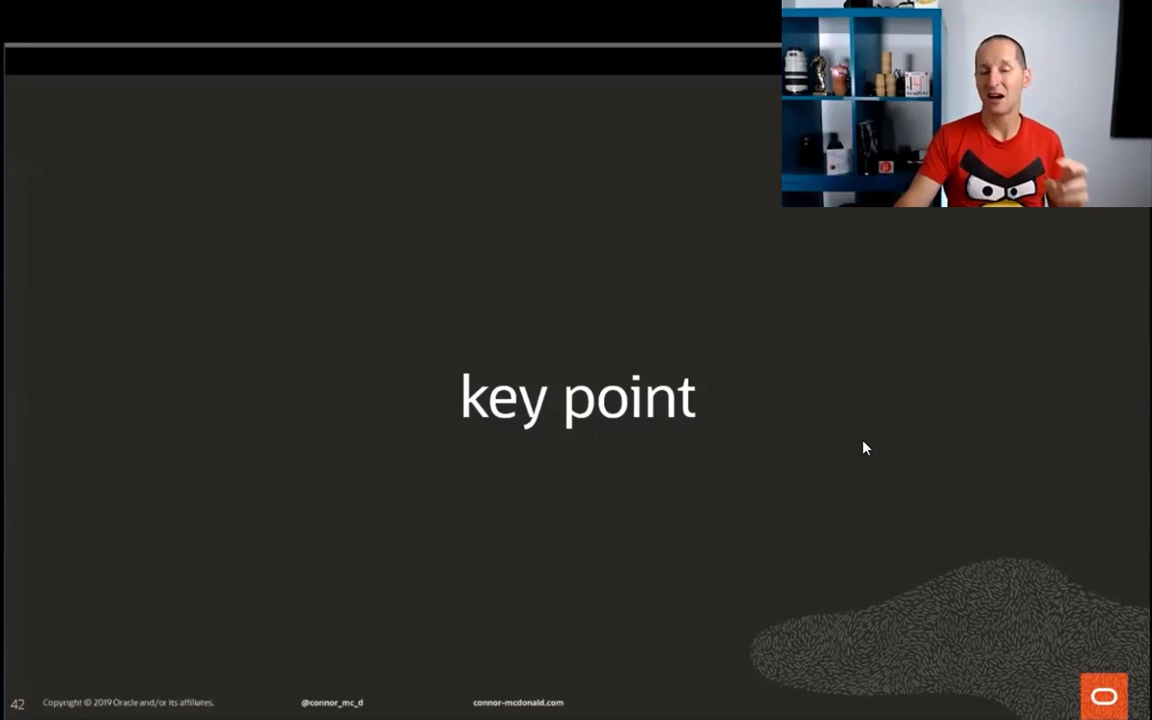 key point
42 Copyright © 2019 Oracle and/or its affiliates. @connor_mc_d connor-mcdonald.com